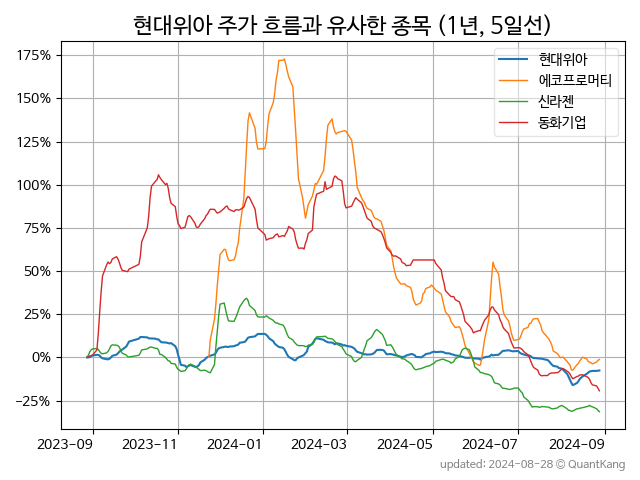 현대위아 주가 흐름과 유사한 종목 (1년, 5일선)
현대위아
에코프로머티
신라젠
동화기업
175%
150%
125%
100%
75%
50%
25%
0%
−25%
2023-09 2023-11 2024-01 2024-03 2024-05 2024-07 2024-09
updated: 2024-08-28 © QuantKang